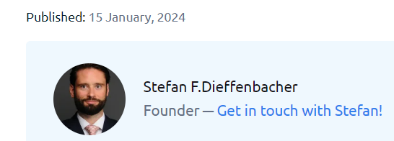 Published: 15 January, 2024
Stefan F.Dieffenbacher
Founder — Get in touch with Stefan!